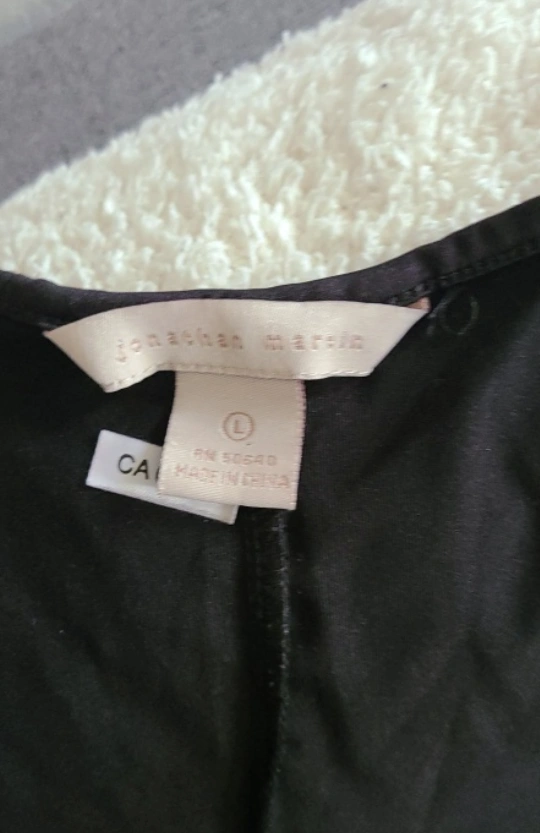 jonathan martin
L
RN 50640
MADE IN CHINA
CA